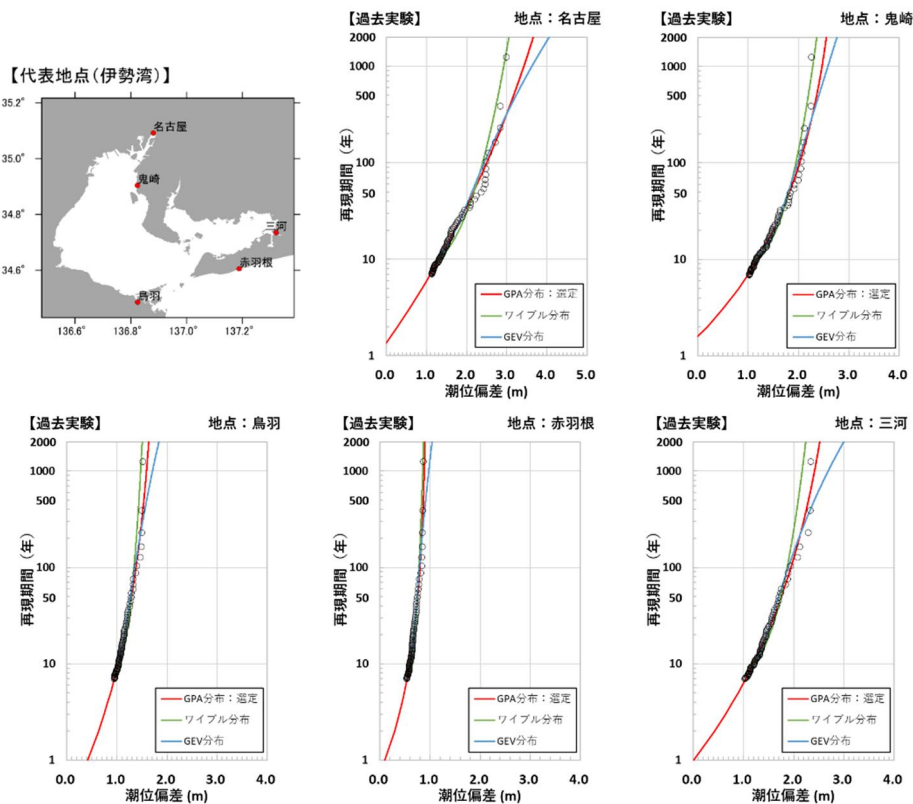 【代表地点(伊勢湾)】
35.2°
35.0°
34.8°
34.6°
136.6° 136.8° 137.0° 137.2°
名古屋
鬼崎
三河
赤羽根
鳥羽
【過去実験】 地点：名古屋
再現期間（年）
2000
1000
500
100
50
10
1
GPA分布：選定
ワイブル分布
GEV分布
0.0 1.0 2.0 3.0 4.0 5.0
潮位偏差 (m)
【過去実験】 地点：鬼崎
再現期間（年）
2000
1000
500
100
50
10
1
GPA分布：選定
ワイブル分布
GEV分布
0.0 1.0 2.0 3.0 4.0
潮位偏差 (m)
【過去実験】 地点：鳥羽
再現期間（年）
2000
1000
500
100
50
10
1
GPA分布：選定
ワイブル分布
GEV分布
0.0 1.0 2.0 3.0 4.0
潮位偏差 (m)
【過去実験】 地点：赤羽根
再現期間（年）
2000
1000
500
100
50
10
1
GPA分布：選定
ワイブル分布
GEV分布
0.0 1.0 2.0 3.0 4.0
潮位偏差 (m)
【過去実験】 地点：三河
再現期間（年）
2000
1000
500
100
50
10
1
GPA分布：選定
ワイブル分布
GEV分布
0.0 1.0 2.0 3.0 4.0
潮位偏差 (m)